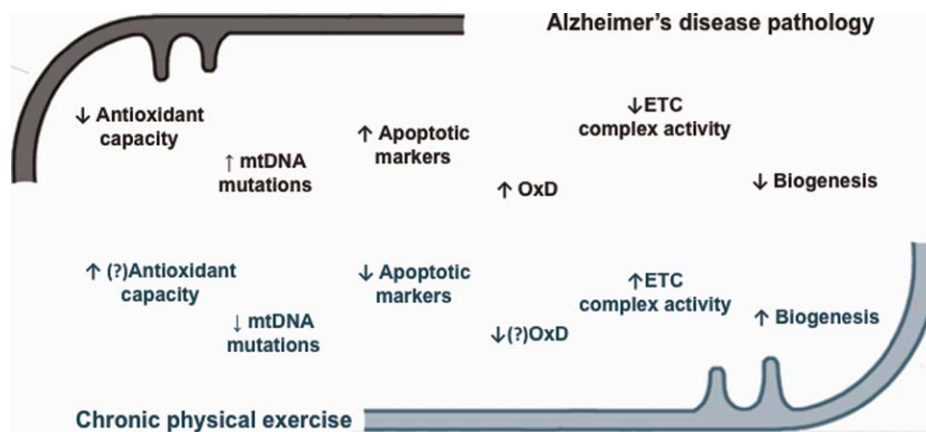 Alzheimer's disease pathology
↓ Antioxidant
capacity
↑ mtDNA
mutations
↑ Apoptotic
markers
↑ OxD
↓ETC
complex activity
↓ Biogenesis
↑ (?)Antioxidant
capacity
↓ mtDNA
mutations
↓ Apoptotic
markers
↓(?)OxD
↑ETC
complex activity
↑ Biogenesis
Chronic physical exercise